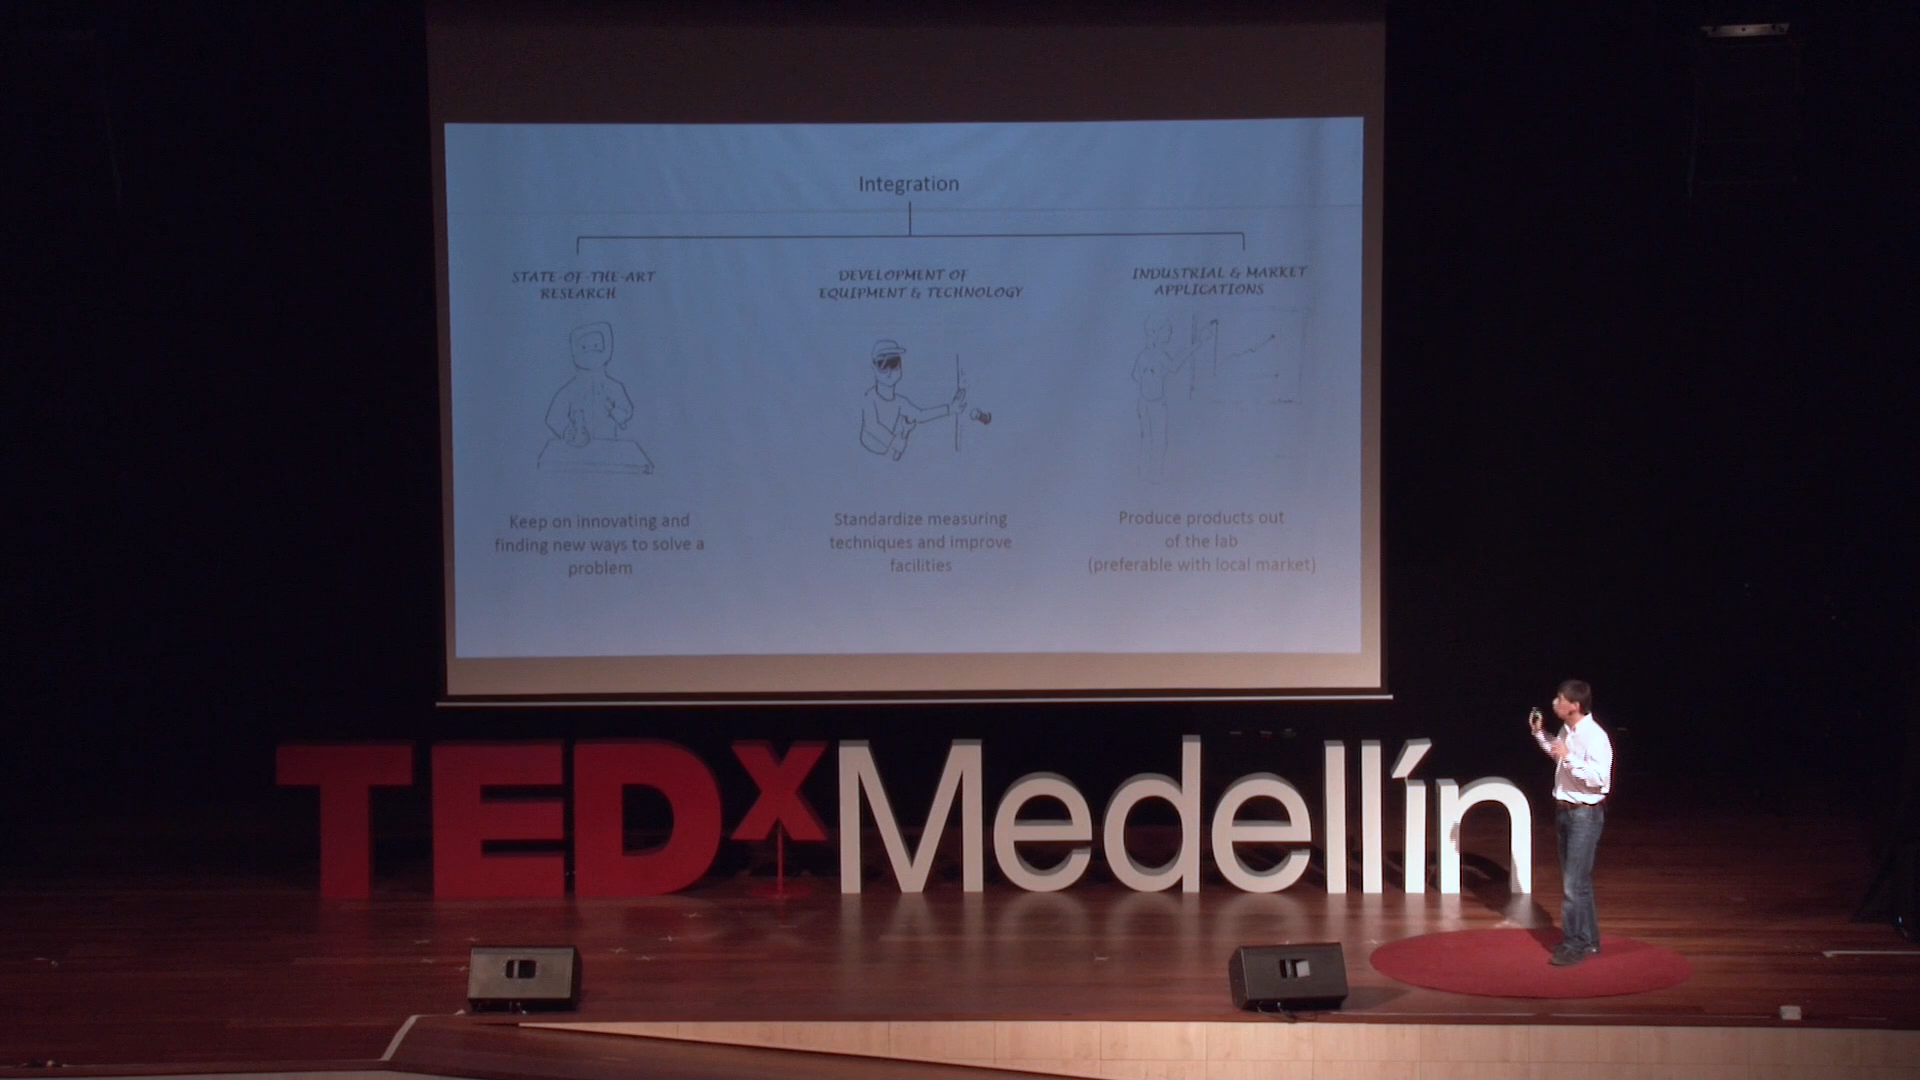 Integration
STATE-OF-THE-ART
RESEARCH
DEVELOPMENT OF
EQUIPMENT & TECHNOLOGY
INDUSTRIAL & MARKET
APPLICATIONS
Keep on innovating and
finding new ways to solve a
problem
Standardize measuring
techniques and improve
facilities
Produce products out
of the lab
(preferable with local market)
TEDxMedellín